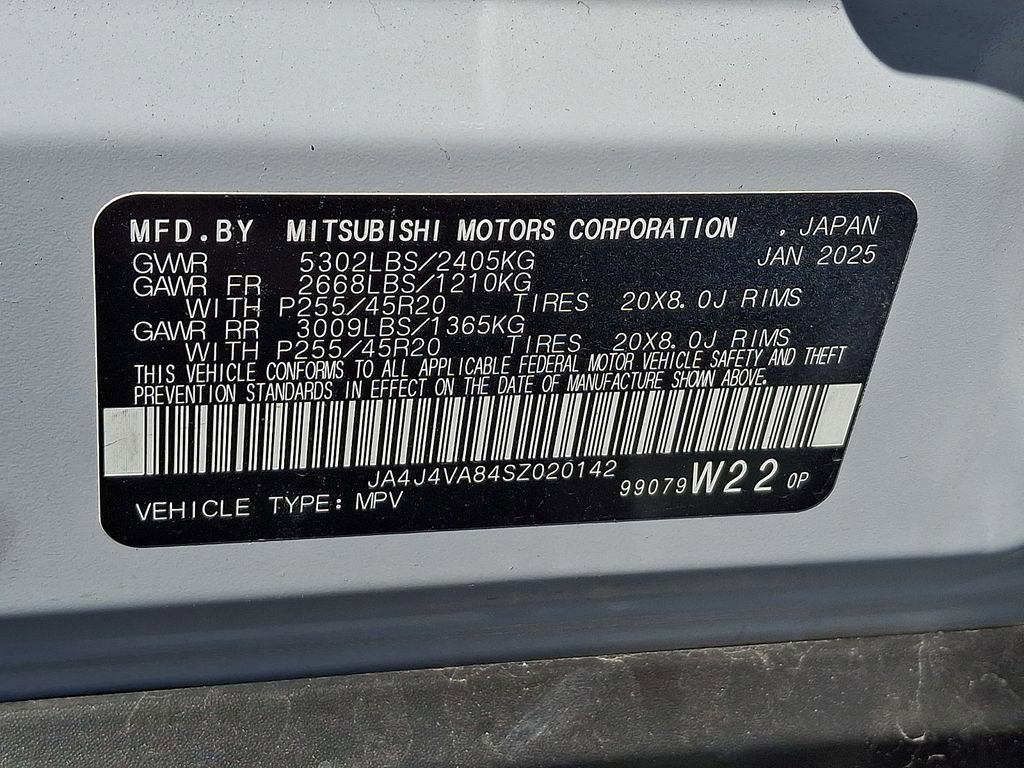 MFD.BY MITSUBISHI MOTORS CORPORATION , JAPAN
GVWR 5302LBS/2405KG JAN 2025
GAWR FR 2668LBS/1210KG
WITH P255/45R20 TIRES 20X8.0J RIMS
GAWR RR 3009LBS/1365KG
WITH P255/45R20 TIRES 20X8.0J RIMS
THIS VEHICLE CONFORMS TO ALL APPLICABLE FEDERAL MOTOR VEHICLE SAFETY AND THEFT
PREVENTION STANDARDS IN EFFECT ON THE DATE OF MANUFACTURE SHOWN ABOVE.
JA4J4VA84SZ020142
VEHICLE TYPE: MPV 99079 W22 0P